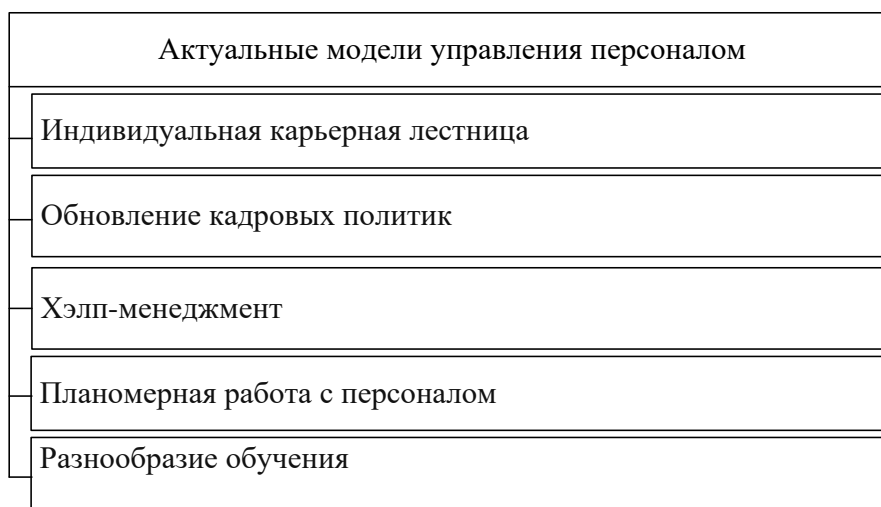 Актуальные модели управления персоналом
Индивидуальная карьерная лестница
Обновление кадровых политик
Хэлп-менеджмент
Планомерная работа с персоналом
Разнообразие обучения